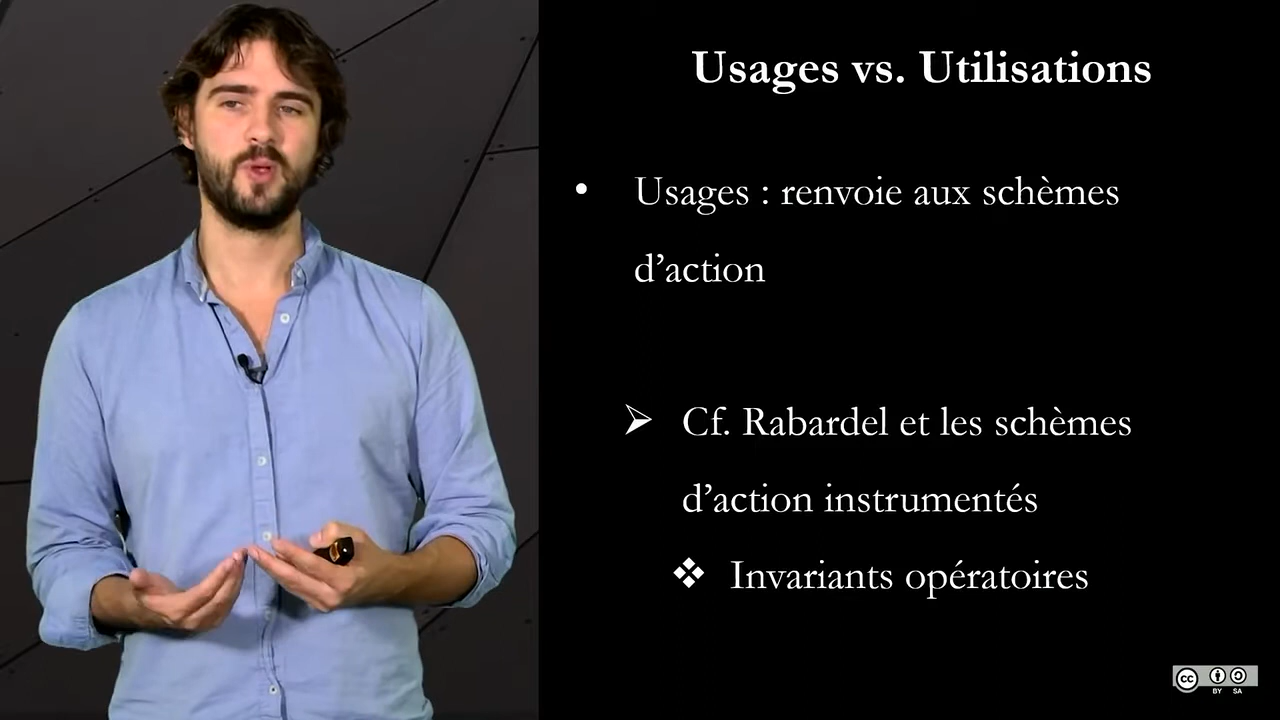 Usages vs. Utilisations
• Usages : renvoie aux schèmes
d’action
➢ Cf. Rabardel et les schèmes
d’action instrumentés
❖ Invariants opératoires
cc
BY SA